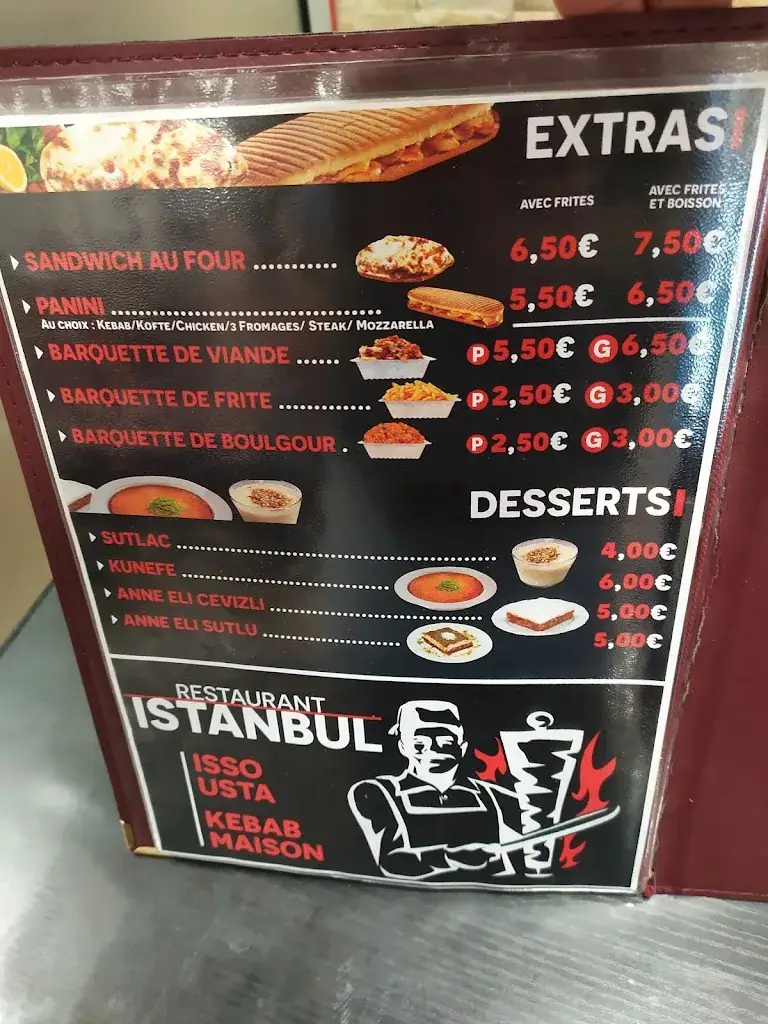 EXTRAS
AVEC FRITES
AVEC FRITES ET BOISSON
SANDWICH AU FOUR ............ 6,50€ 7,50€
PANINI ........................................ 5,50€ 6,50€
AU CHOIX : KEBAB/KOFTE/CHICKEN/3 FROMAGES/ STEAK/ MOZZARELLA
BARQUETTE DE VIANDE ...... P 5,50€ G 6,50€
BARQUETTE DE FRITE ............. P 2,50€ G 3,00€
BARQUETTE DE BOULGOUR . P 2,50€ G 3,00€
DESSERTS
SUTLAC ........................................ 4,00€
KUNEFE ........................................ 6,00€
ANNE ELI CEVIZLI ........................................ 5,00€
ANNE ELI SUTLU ........................ 5,00€
RESTAURANT
ISTANBUL
ISSO
USTA
KEBAB
MAISON